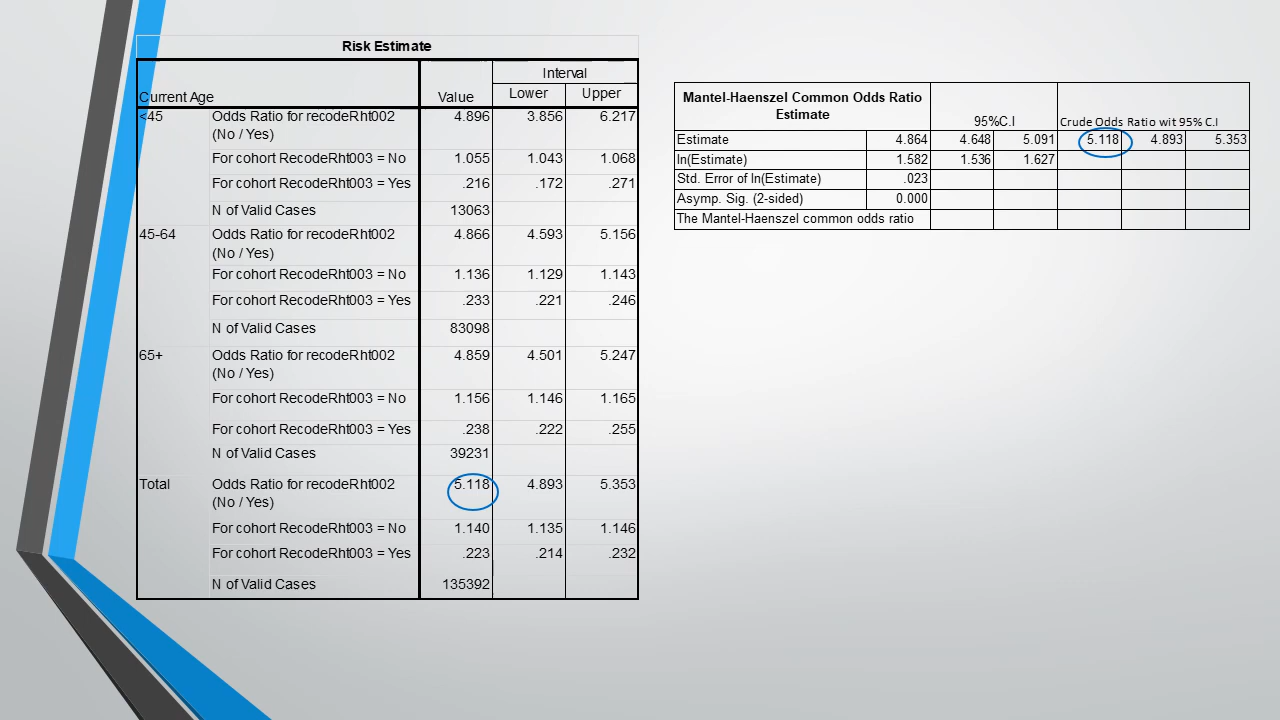 Risk Estimate
Current Age Value Interval
Lower Upper
<45 Odds Ratio for recodeRht002 (No / Yes) 4.896 3.856 6.217
For cohort RecodeRht003 = No 1.055 1.043 1.068
For cohort RecodeRht003 = Yes .216 .172 .271
N of Valid Cases 13063
45-64 Odds Ratio for recodeRht002 (No / Yes) 4.866 4.593 5.156
For cohort RecodeRht003 = No 1.136 1.129 1.143
For cohort RecodeRht003 = Yes .233 .221 .246
N of Valid Cases 83098
65+ Odds Ratio for recodeRht002 (No / Yes) 4.859 4.501 5.247
For cohort RecodeRht003 = No 1.156 1.146 1.165
For cohort RecodeRht003 = Yes .238 .222 .255
N of Valid Cases 39231
Total Odds Ratio for recodeRht002 (No / Yes) 5.118 4.893 5.353
For cohort RecodeRht003 = No 1.140 1.135 1.146
For cohort RecodeRht003 = Yes .223 .214 .232
N of Valid Cases 135392
Mantel-Haenszel Common Odds Ratio
Estimate 95%C.I Crude Odds Ratio wit 95% C.I
Estimate 4.864 4.648 5.091 5.118 4.893 5.353
ln(Estimate) 1.582 1.536 1.627
Std. Error of ln(Estimate) .023
Asymp. Sig. (2-sided) 0.000
The Mantel-Haenszel common odds ratio